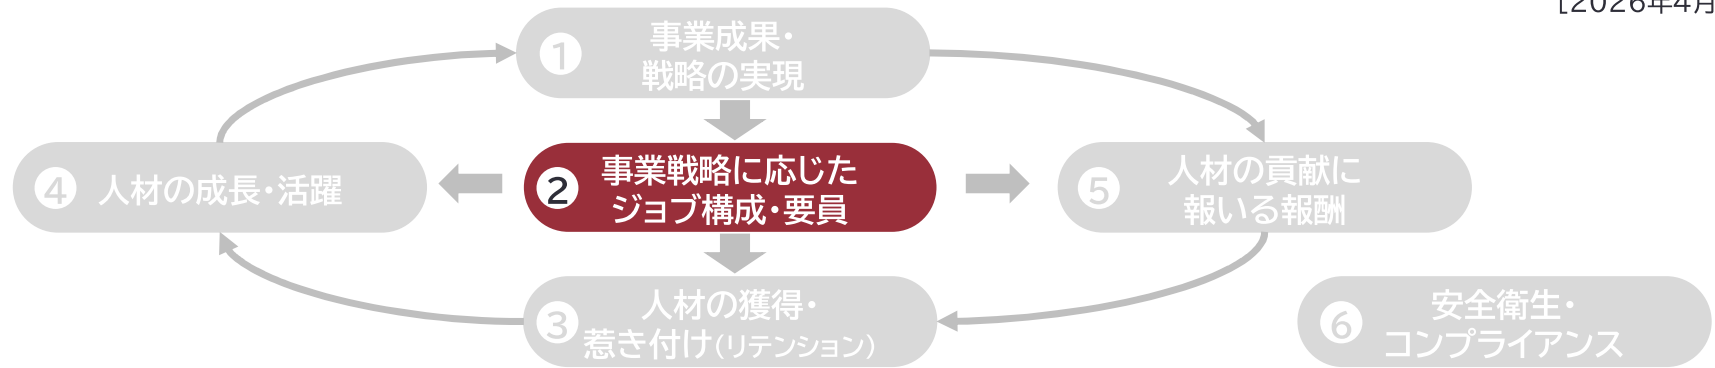 [2026年4月
① 事業成果・
戦略の実現
④ 人材の成長・活躍
② 事業戦略に応じた
ジョブ構成・要員
⑤ 人材の貢献に
報いる報酬
③ 人材の獲得・
惹き付け(リテンション)
⑥ 安全衛生・
コンプライアンス